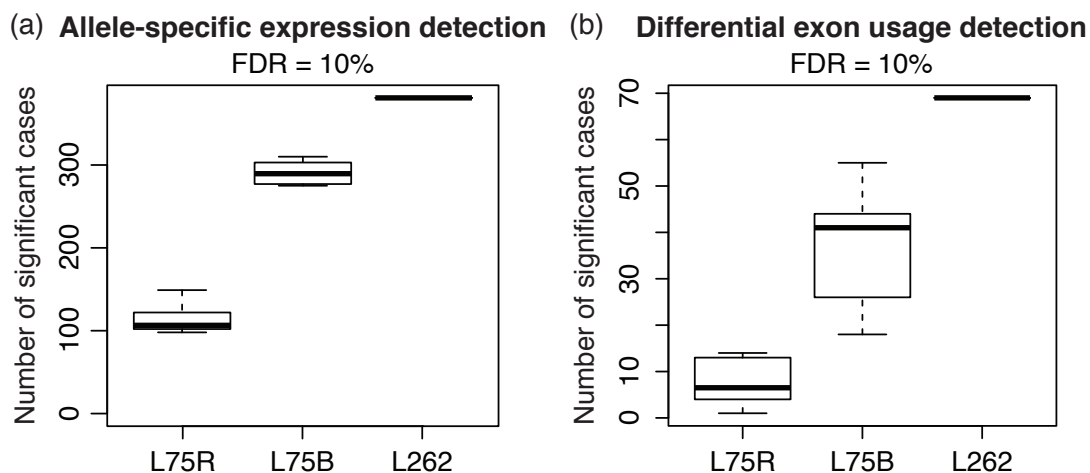 (a) Allele-specific expression detection
FDR = 10%
Number of significant cases
300
200
100
0
L75R L75B L262
(b) Differential exon usage detection
FDR = 10%
Number of significant cases
70
50
30
10
0
L75R L75B L262